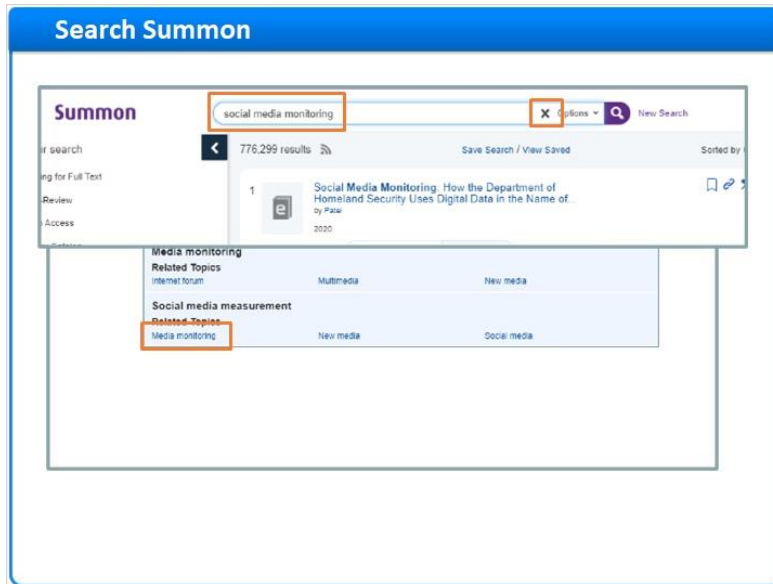 Search Summon
Summon
social media monitoring
Options
New Search
search
776,299 results
Save Search / View Saved
Sorted by
ing for Full Text
Review
Access
1
Social Media Monitoring: How the Department of
Homeland Security Uses Digital Data in the Name of...
by Patel
2020
Media monitoring
Related Topics
Internet forum
Multimedia
New media
Social media measurement
Related Topics
Media monitoring
New media
Social media